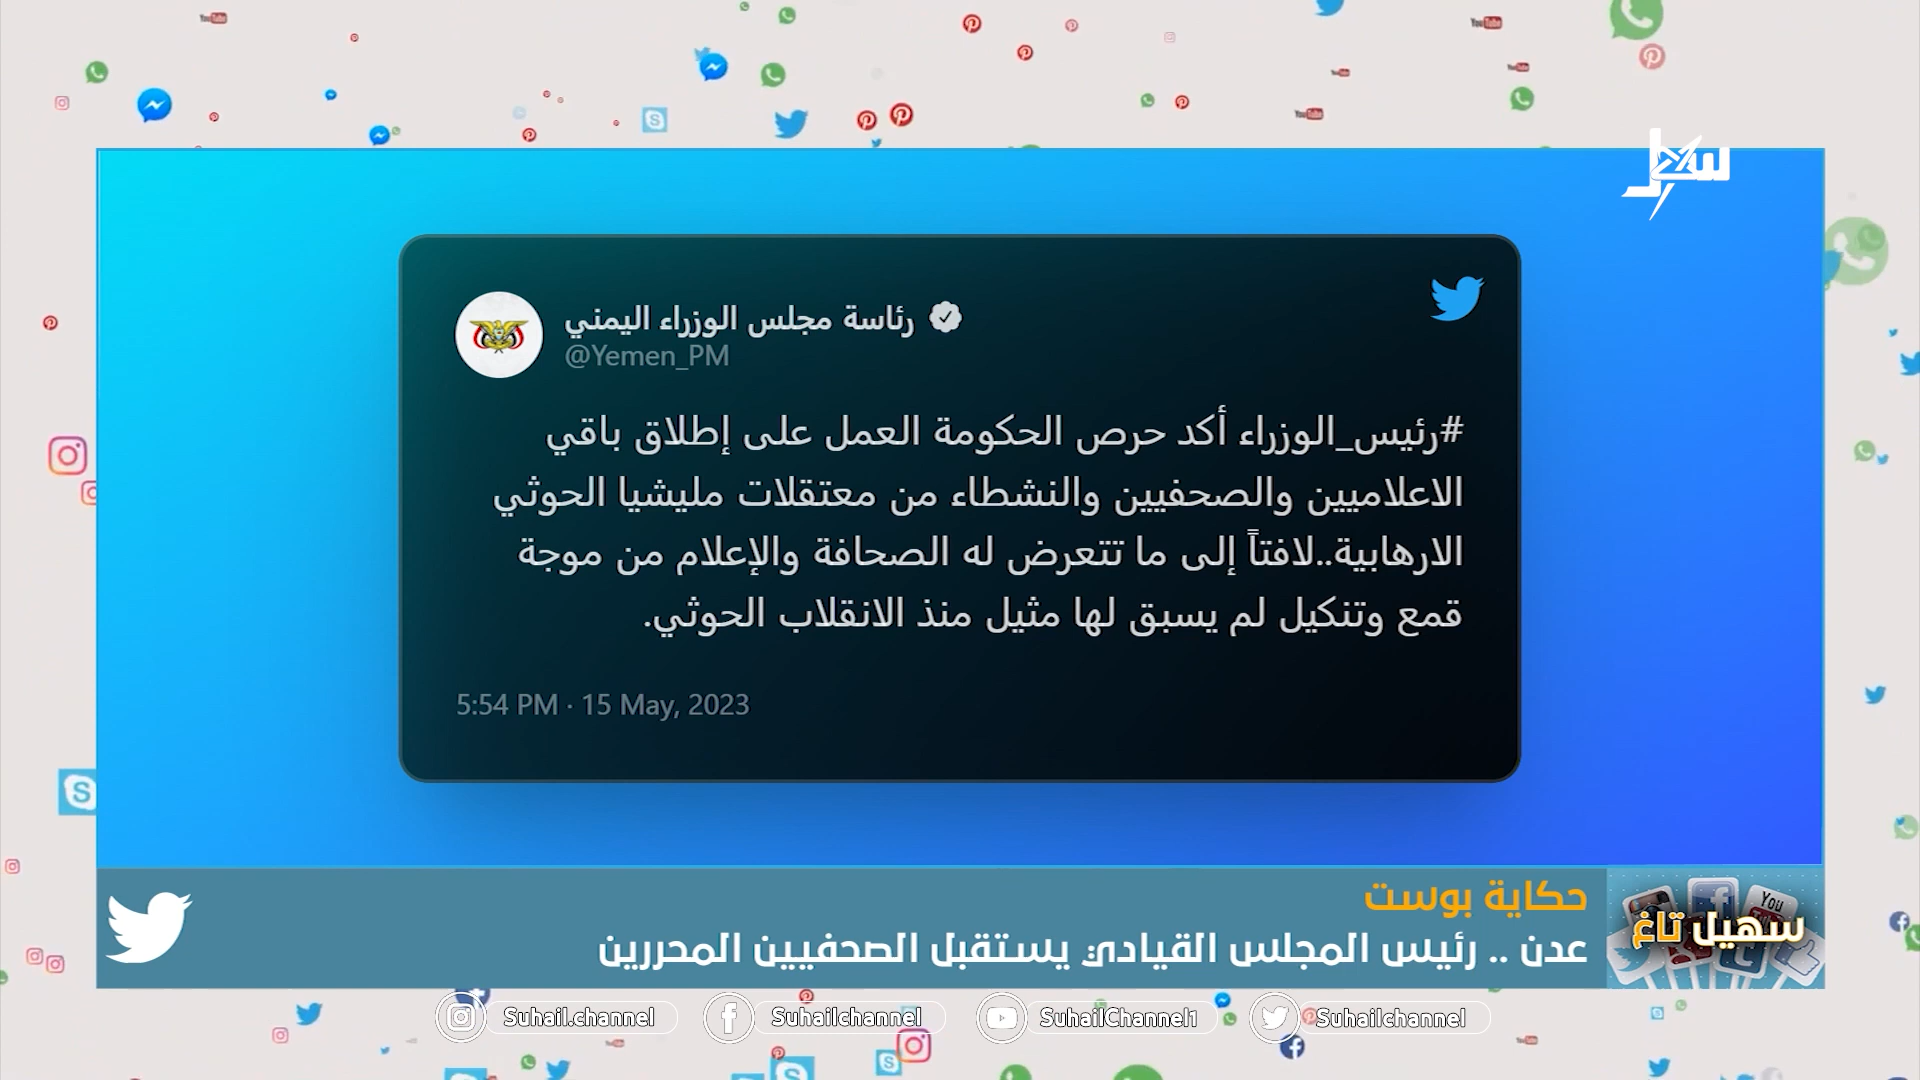 سهيل
رئاسة مجلس الوزراء اليمني
@Yemen_PM
#رئيس_الوزراء أكد حرص الحكومة العمل على إطلاق باقي
الاعلاميين والصحفيين والنشطاء من معتقلات مليشيا الحوثي
الارهابية..لافتاً إلى ما تتعرض له الصحافة والإعلام من موجة
قمع وتنكيل لم يسبق لها مثيل منذ الانقلاب الحوثي.
5:54 PM · 15 May, 2023
حكاية بوست
عدن .. رئيس المجلس القيادي يستقبل الصحفيين المحررين
سهيل تاغ
Suhail.channel
Suhailchannel
SuhailChannel1
Suhailchannel